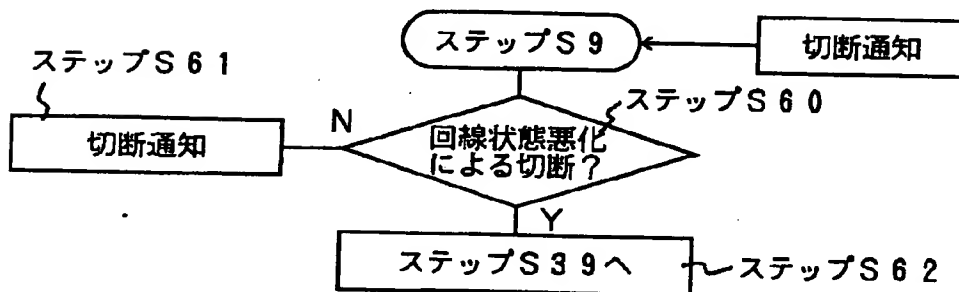 ステップS9
切断通知
ステップS61
ステップS60
切断通知
N
回線状態悪化
による切断？
Y
ステップS39へ
ステップS62